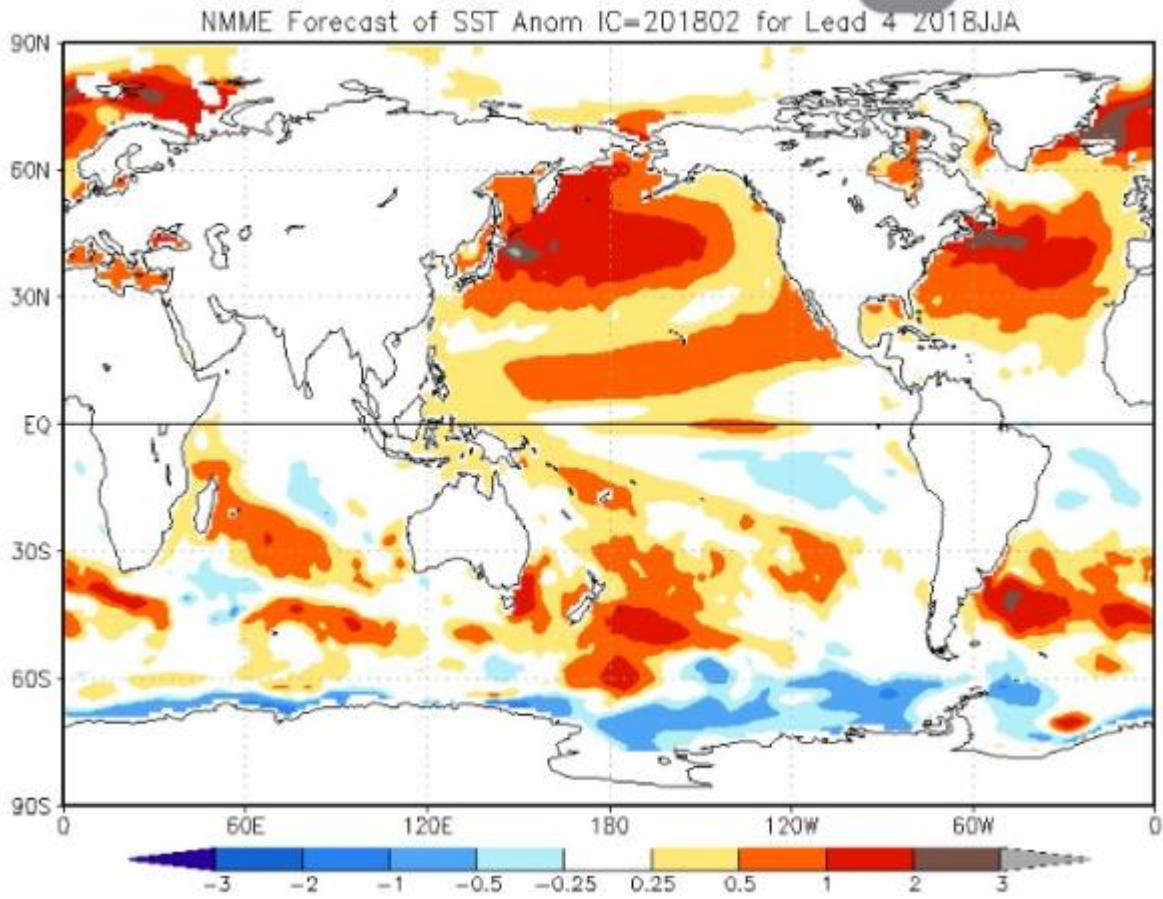 NMME Forecast of SST Anom IC=201802 for Lead 4 2018JJA
90N
60N
30N
EQ
30S
60S
90S
0 60E 120E 180 120W 60W 0
-3 -2 -1 -0.5 -0.25 0.25 0.5 1 2 3